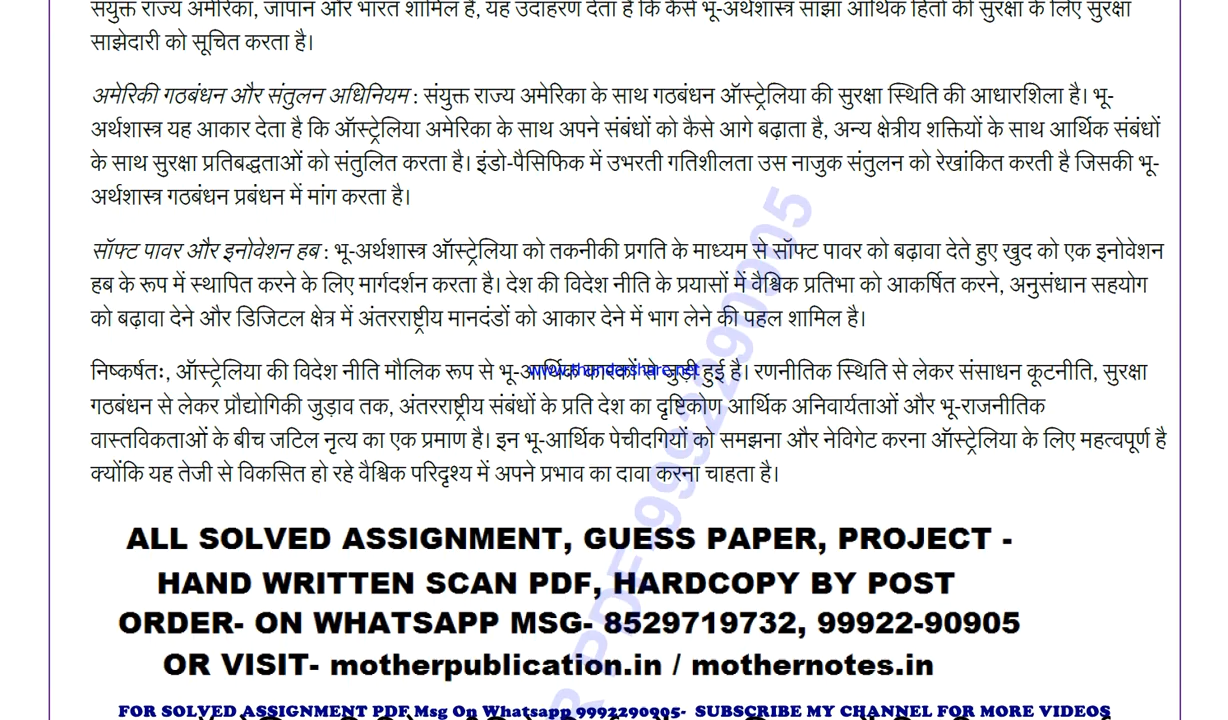 संयुक्त राज्य अमेरिका, जापान और भारत शामिल हैं, यह उदाहरण देता है कि कैसे भू-अर्थशास्त्र साझा आर्थिक हितों की सुरक्षा के लिए सुरक्षा
साझेदारी को सूचित करता है।
अमेरिकी गठबंधन और संतुलन अधिनियम : संयुक्त राज्य अमेरिका के साथ गठबंधन ऑस्ट्रेलिया की सुरक्षा स्थिति की आधारशिला है। भू-
अर्थशास्त्र यह आकार देता है कि ऑस्ट्रेलिया अमेरिका के साथ अपने संबंधों को कैसे आगे बढ़ाता है, अन्य क्षेत्रीय शक्तियों के साथ आर्थिक संबंधों
के साथ सुरक्षा प्रतिबद्धताओं को संतुलित करता है। इंडो-पैसिफिक में उभरती गतिशीलता उस नाजुक संतुलन को रेखांकित करती है जिसकी भू-
अर्थशास्त्र गठबंधन प्रबंधन में मांग करता है।
सॉफ्ट पावर और इनोवेशन हब : भू-अर्थशास्त्र ऑस्ट्रेलिया को तकनीकी प्रगति के माध्यम से सॉफ्ट पावर को बढ़ावा देते हुए खुद को एक इनोवेशन
हब के रूप में स्थापित करने के लिए मार्गदर्शन करता है। देश की विदेश नीति के प्रयासों में वैश्विक प्रतिभा को आकर्षित करने, अनुसंधान सहयोग
को बढ़ावा देने और डिजिटल क्षेत्र में अंतरराष्ट्रीय मानदंडों को आकार देने में भाग लेने की पहल शामिल है।
निष्कर्षतः, ऑस्ट्रेलिया की विदेश नीति मौलिक रूप से भू-आर्थिक कारकों से जुड़ी हुई है। रणनीतिक स्थिति से लेकर संसाधन कूटनीति, सुरक्षा
www.thundershare.net
गठबंधन से लेकर प्रौद्योगिकी जुड़ाव तक, अंतरराष्ट्रीय संबंधों के प्रति देश का दृष्टिकोण आर्थिक अनिवार्यताओं और भू-राजनीतिक
वास्तविकताओं के बीच जटिल नृत्य का एक प्रमाण है। इन भू-आर्थिक पेचीदगियों को समझना और नेविगेट करना ऑस्ट्रेलिया के लिए महत्वपूर्ण है
क्योंकि यह तेजी से विकसित हो रहे वैश्विक परिदृश्य में अपने प्रभाव का दावा करना चाहता है।
R PDF-9992290905
ALL SOLVED ASSIGNMENT, GUESS PAPER, PROJECT -
HAND WRITTEN SCAN PDF, HARDCOPY BY POST
ORDER- ON WHATSAPP MSG- 8529719732, 99922-90905
OR VISIT- motherpublication.in / mothernotes.in
FOR SOLVED ASSIGNMENT PDF Msg On Whatsapp 9992290905- SUBSCRIBE MY CHANNEL FOR MORE VIDEOS